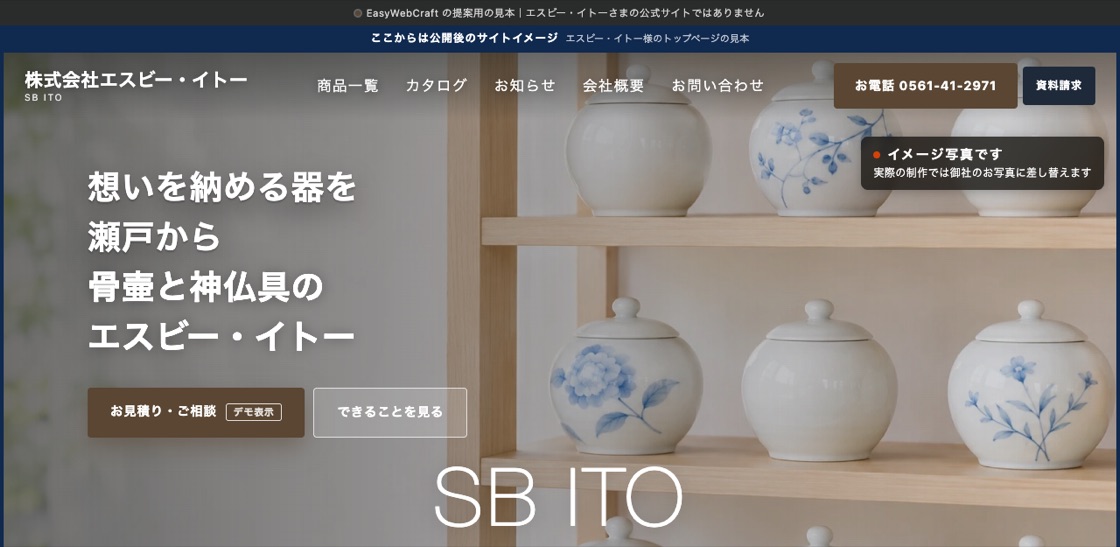 EasyWebCraft の提案用の見本｜エスビー・イトーさまの公式サイトではありません
ここからは公開後のサイトイメージ エスビー・イトー様のトップページの見本
株式会社エスビー・イトー
SB ITO
商品一覧 カタログ お知らせ 会社概要 お問い合わせ
お電話 0561-41-2971
資料請求
イメージ写真です
実際の制作では御社のお写真に差し替えます
想いを納める器を
瀬戸から
骨壷と神仏具の
エスビー・イトー
お見積り・ご相談 デモ表示
できることを見る
SB ITO